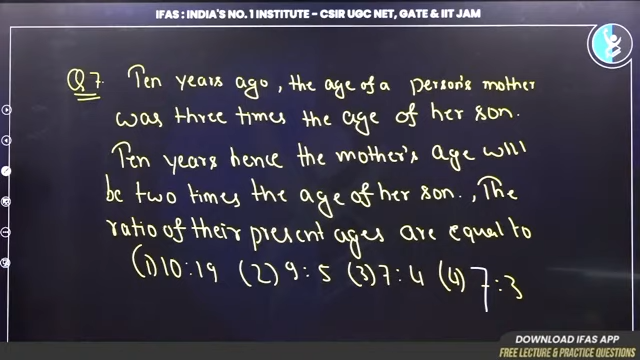 IFAS : INDIA'S NO. 1 INSTITUTE - CSIR UGC NET, GATE & IIT JAM
Q7. Ten years ago, the age of a person's mother
was three times the age of her son.
Ten years hence the mother's age will
be two times the age of her son., The
ratio of their present ages are equal to
(1) 10:19 (2) 9:5 (3) 7:4 (4) 7:3
DOWNLOAD IFAS APP
FREE LECTURE & PRACTICE QUESTIONS